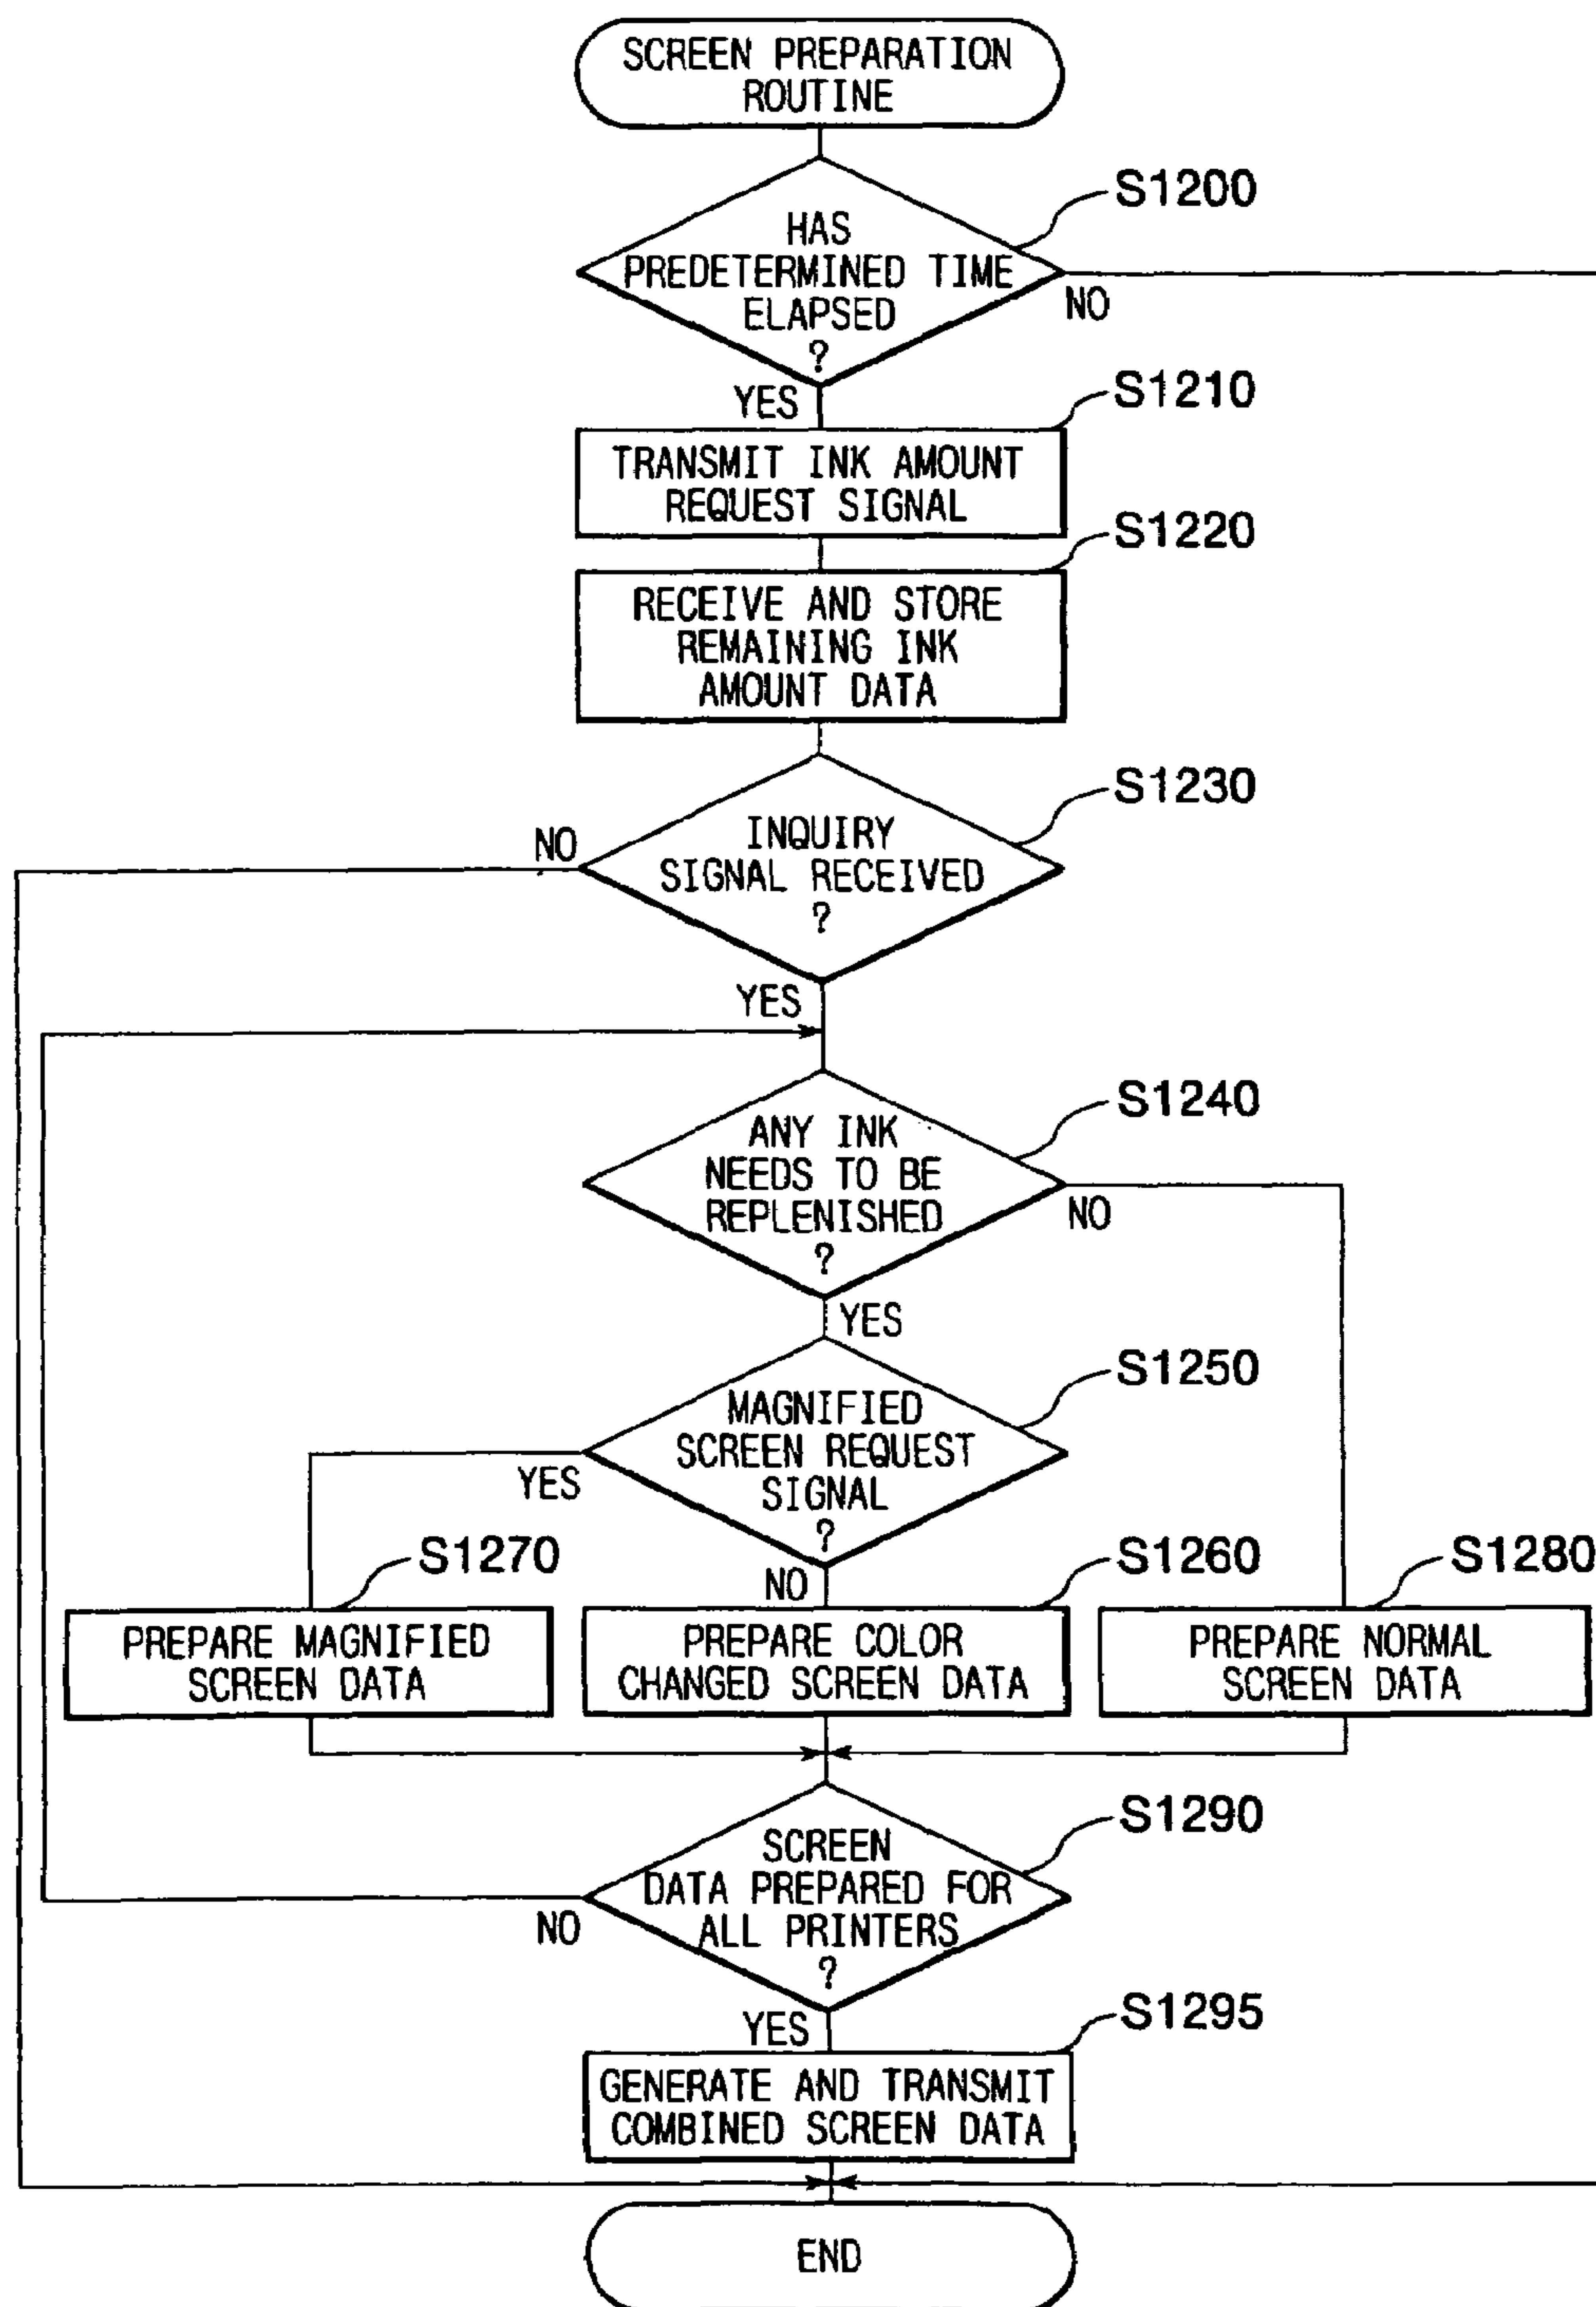 SCREEN PREPARATION
ROUTINE
S1200
HAS
PREDETERMINED TIME
ELAPSED
?
NO
YES
S1210
TRANSMIT INK AMOUNT
REQUEST SIGNAL
S1220
RECEIVE AND STORE
REMAINING INK
AMOUNT DATA
S1230
NO
INQUIRY
SIGNAL RECEIVED
?
YES
S1240
ANY INK
NEEDS TO BE
REPLENISHED
?
NO
YES
S1250
MAGNIFIED
SCREEN REQUEST
SIGNAL
?
YES
NO
S1270
S1260
S1280
PREPARE MAGNIFIED
SCREEN DATA
PREPARE COLOR
CHANGED SCREEN DATA
PREPARE NORMAL
SCREEN DATA
S1290
SCREEN
DATA PREPARED FOR
ALL PRINTERS
?
NO
YES
S1295
GENERATE AND TRANSMIT
COMBINED SCREEN DATA
END